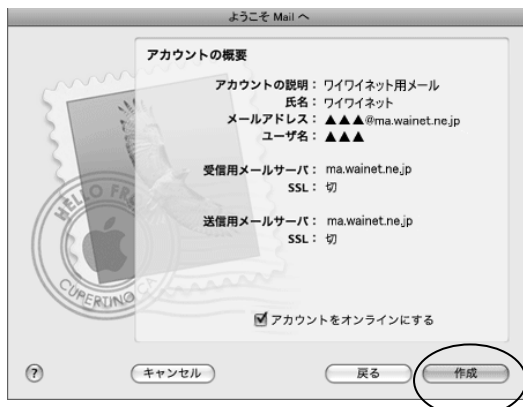 ようこそ Mail へ
アカウントの概要
アカウントの説明： ワイワイネット用メール
氏名： ワイワイネット
メールアドレス： ▲▲▲@ma.wainet.ne.jp
ユーザ名： ▲▲▲
受信用メールサーバ： ma.wainet.ne.jp
SSL： 切
送信用メールサーバ： ma.wainet.ne.jp
SSL： 切
HELLO FR
CUPERTINO CA
アカウントをオンラインにする
? キャンセル 戻る 作成